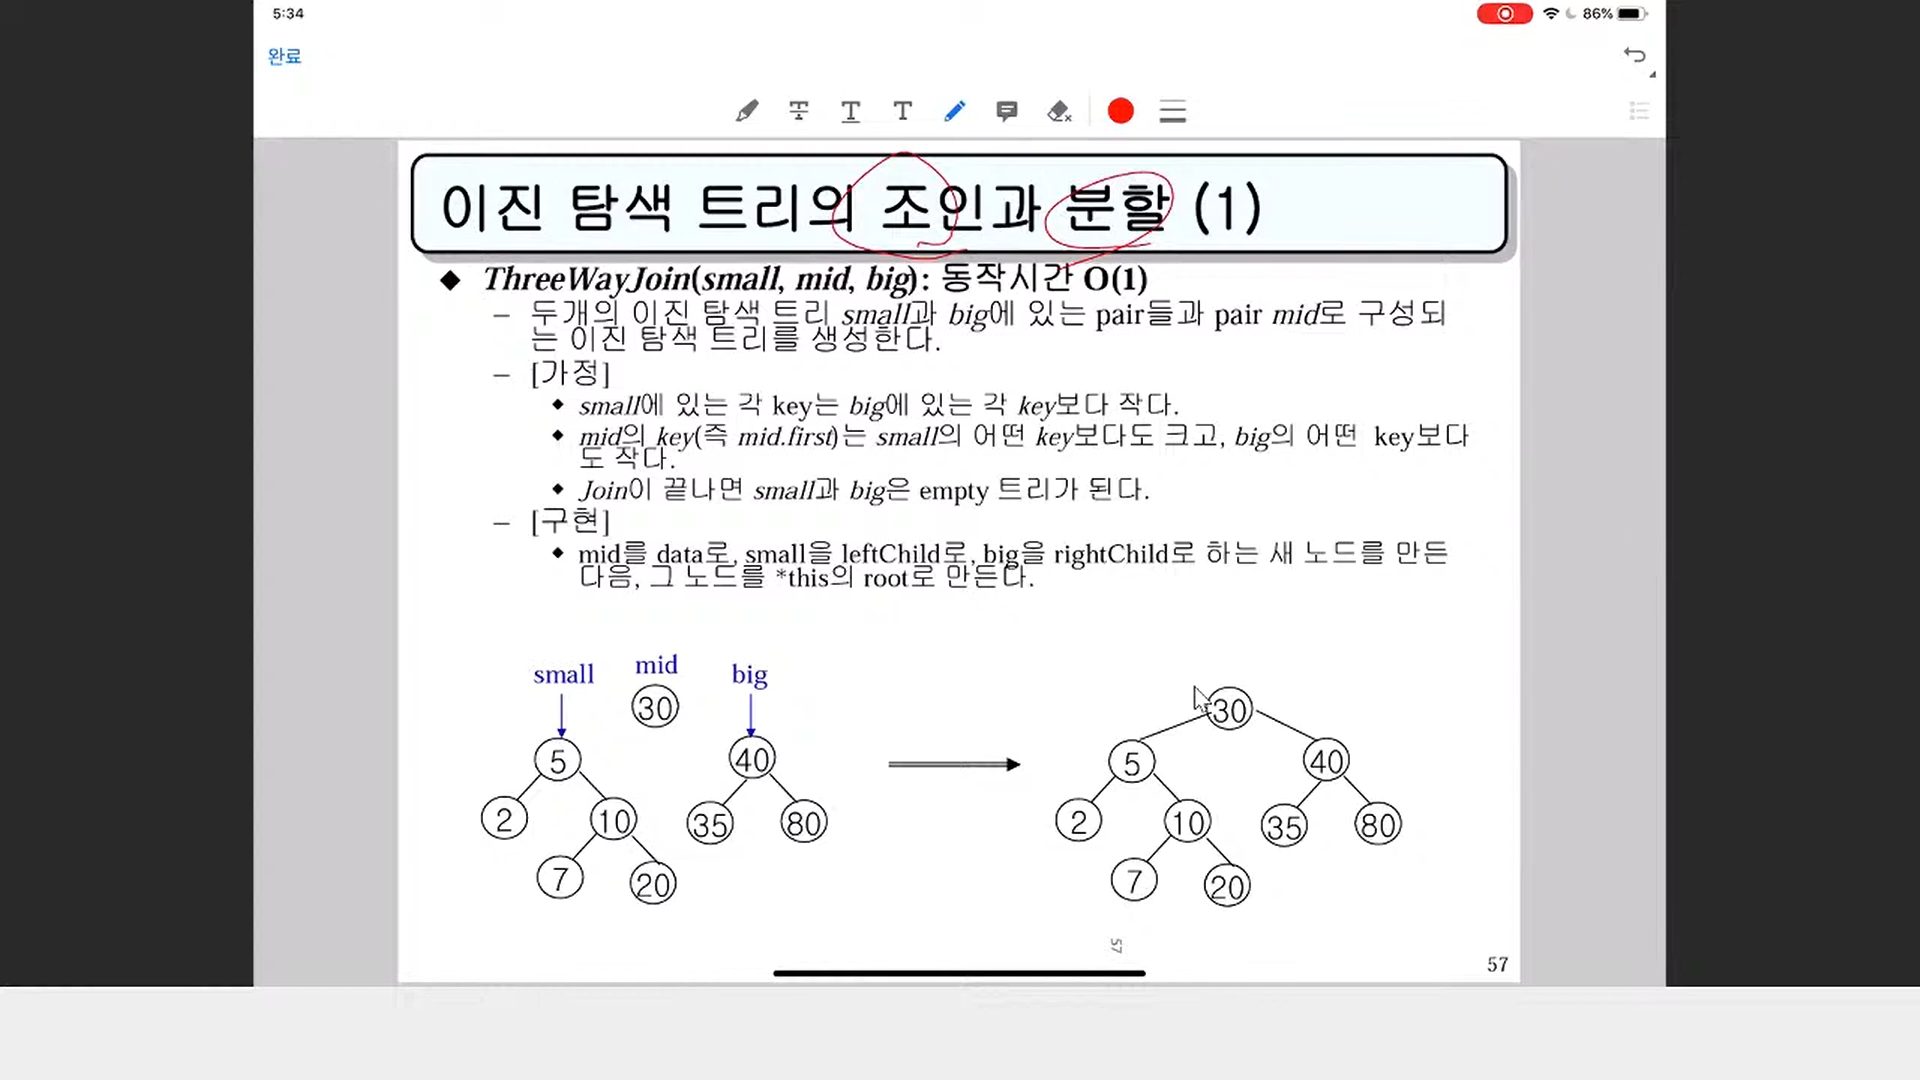 5:34
86%
완료
이진 탐색 트리의 조인과 분할 (1)
◆ ThreeWayJoin(small, mid, big): 동작시간 O(1)
– 두개의 이진 탐색 트리 small과 big에 있는 pair들과 pair mid로 구성되
는 이진 탐색 트리를 생성한다.
– [가정]
◆ small에 있는 각 key는 big에 있는 각 key보다 작다.
◆ mid의 key(즉 mid.first)는 small의 어떤 key보다도 크고, big의 어떤 key보다
도 작다.
◆ Join이 끝나면 small과 big은 empty 트리가 된다.
– [구현]
◆ mid를 data로, small을 leftChild로, big을 rightChild로 하는 새 노드를 만든
다음, 그 노드를 *this의 root로 만든다.
small mid big
30 30
5 40 5 40
2 10 35 80 2 10 35 80
7 20 7 20
57
57